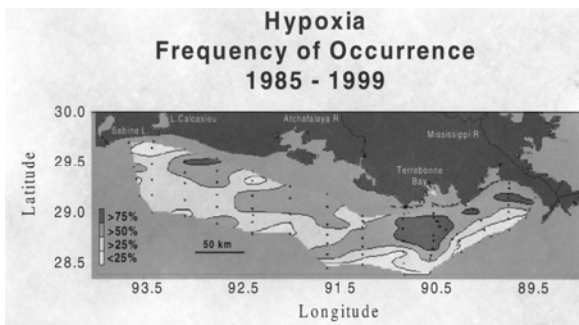 Hypoxia
Frequency of Occurrence
1985 - 1999
30.0
L.Calcasieu
Atchafalaya R
Sabine L
Mississippi R
29.5
Terrebonne
Bay
Latitude
29.0
>75%
>50%
>25%
<25%
50 km
28.5
93.5 92.5 91.5 90.5 89.5
Longitude